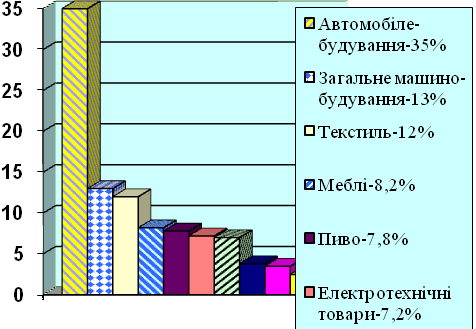 35
30
25
20
15
10
5
0
Автомобіле-
будування-35%
Загальне машино-
будування-13%
Текстиль-12%
Меблі-8,2%
Пиво-7,8%
Електротехнічні
товари-7,2%